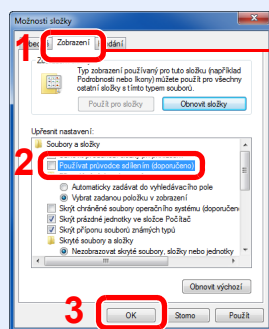 Možnosti složky
1
Obecné Zobrazení Hledání
Typ zobrazení používaný pro tuto složku (například
Podrobnosti nebo Ikony) můžete použít pro všechny
ostatní složky s tímto typem souborů.
Použít pro složky Obnovit složky
Upřesnit nastavení:
Soubory a složky
2
Používat průvodce sdílením (doporučeno)
Automaticky zadávat do vyhledávacího pole
Vybrat zadanou položku v zobrazení
Skrýt chráněné soubory operačního systému (doporučen
Skrýt prázdné jednotky ve složce Počítač
Skrýt příponu souborů známých typů
Skryté soubory a složky
Nezobrazovat skryté soubory, složky nebo jednotky
Obnovit výchozí
3
OK Storno Použít